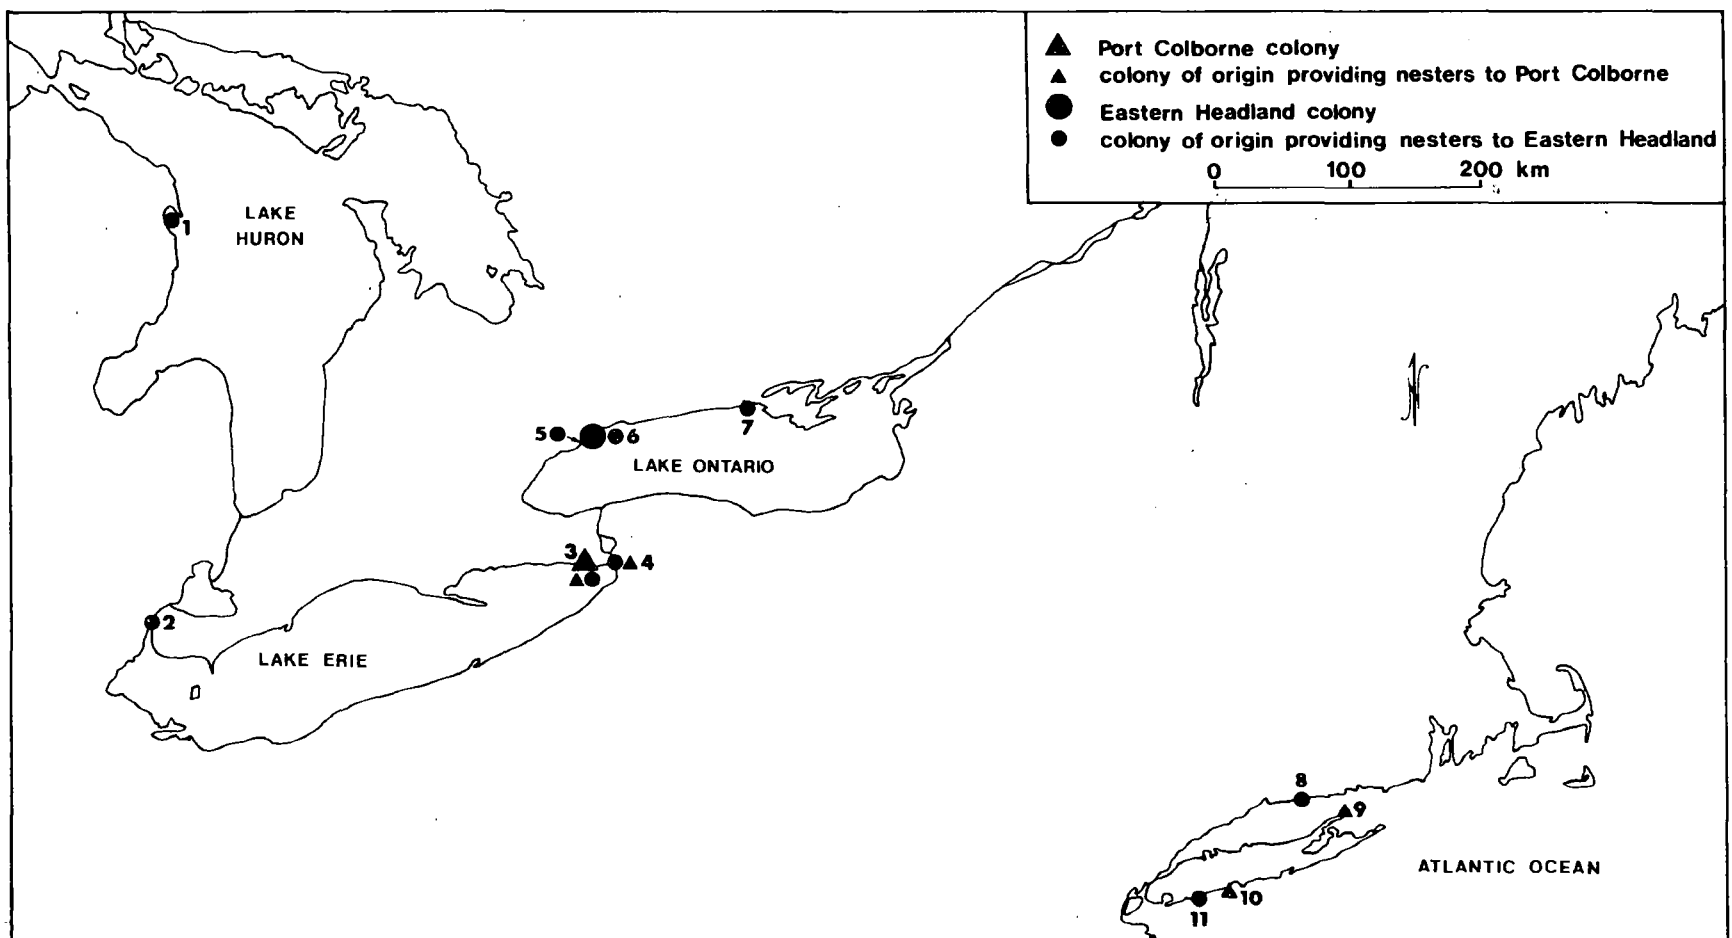 Port Colborne colony
colony of origin providing nesters to Port Colborne
Eastern Headland colony
colony of origin providing nesters to Eastern Headland
0 100 200 km
1
LAKE
HURON
7
5
6
LAKE ONTARIO
3
4
2
LAKE ERIE
8
9
ATLANTIC OCEAN
10
11
N